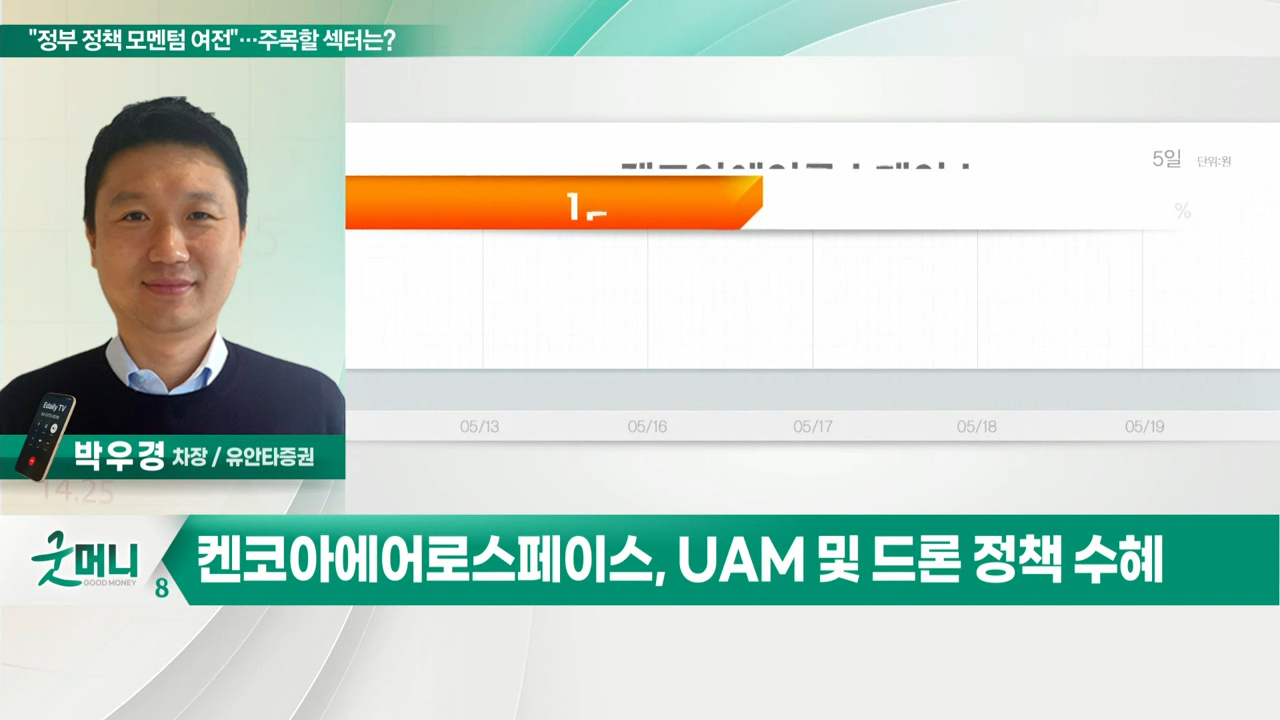 "정부 정책 모멘텀 여전"…주목할 섹터는?
5일 단위:원
%
05/13 05/16 05/17 05/18 05/19
Edaily TV
박우경 차장 / 유안타증권
14.25
굿머니
GOOD MONEY
8
켄코아에어로스페이스, UAM 및 드론 정책 수혜